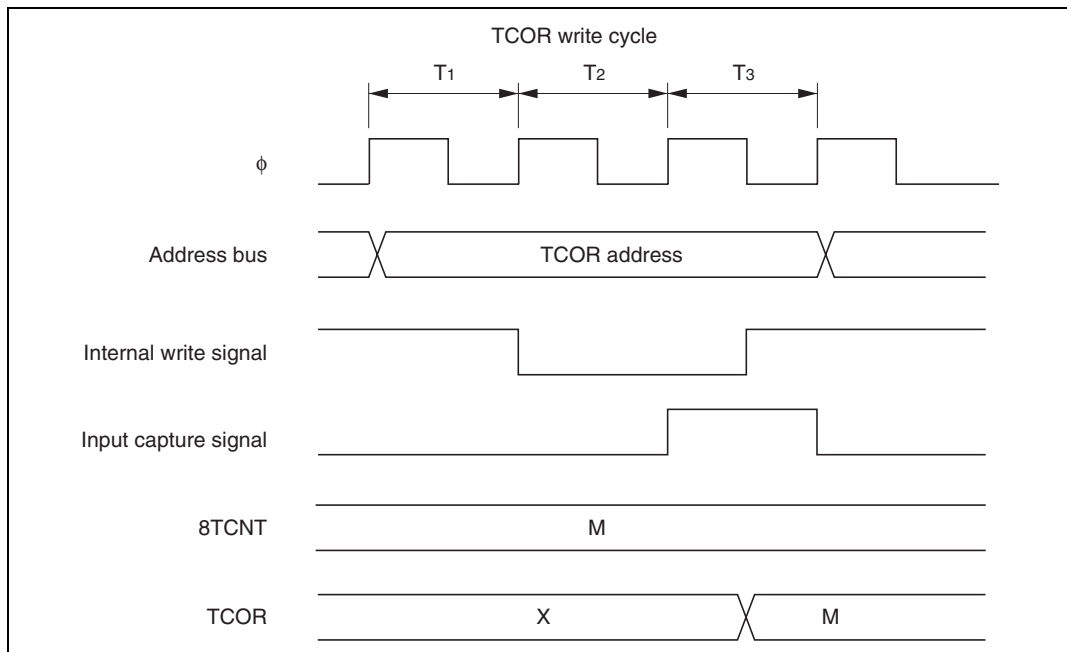 TCOR write cycle
T1 T2 T3
ϕ
Address bus TCOR address
Internal write signal
Input capture signal
8TCNT M
TCOR X M